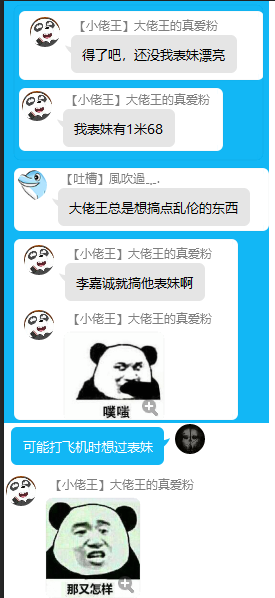 【小佬王】大佬王的真爱粉
得了吧，还没我表妹漂亮
【小佬王】大佬王的真爱粉
我表妹有1米68
【吐槽】風吹過._.
大佬王总是想搞点乱伦的东西
【小佬王】大佬王的真爱粉
李嘉诚就搞他表妹啊
【小佬王】大佬王的真爱粉
噗嗤
可能打飞机时想过表妹
【小佬王】大佬王的真爱粉
那又怎样